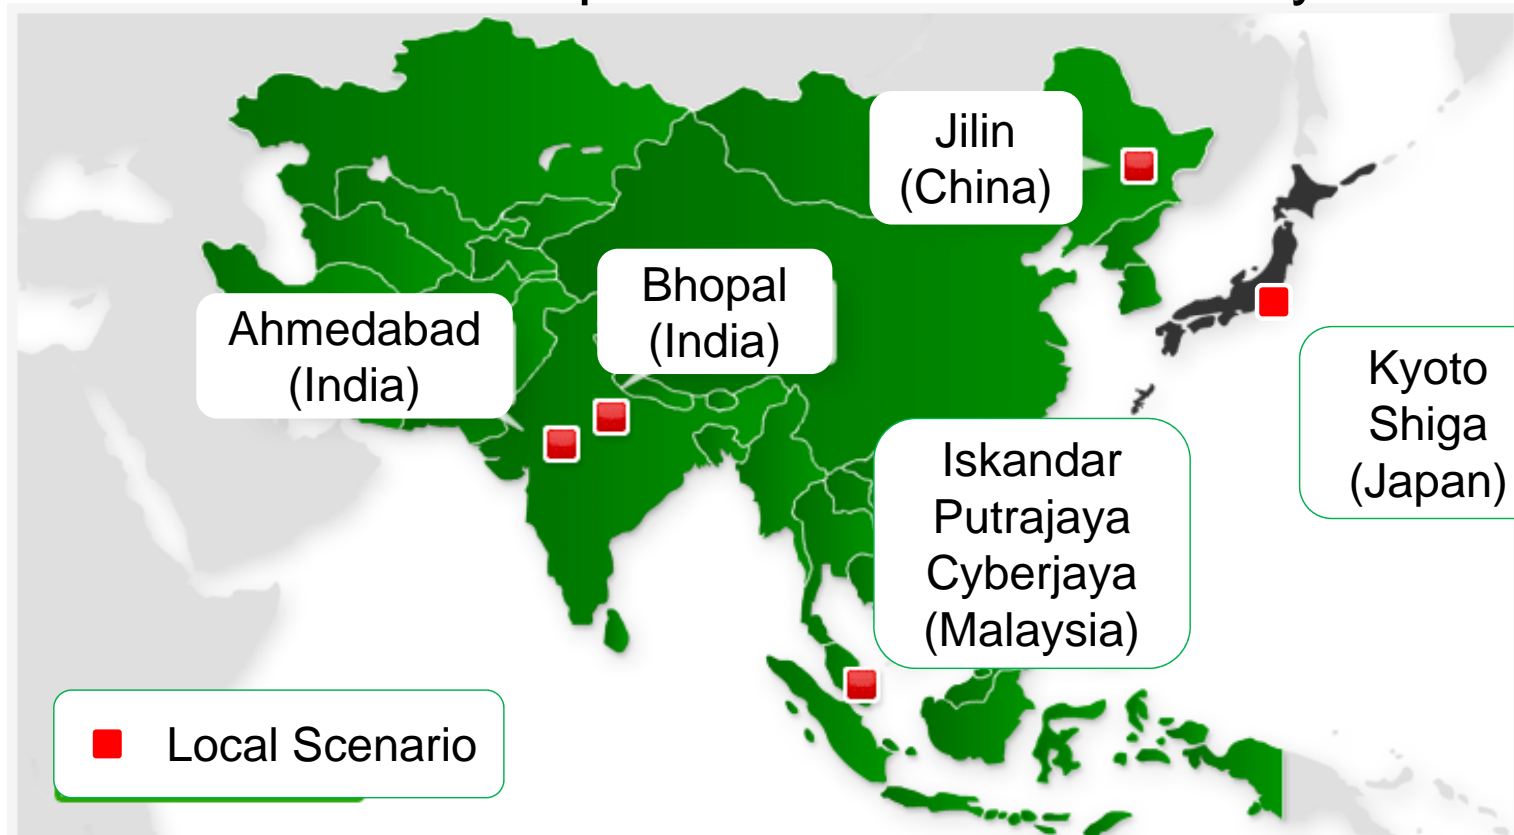 Jilin
(China)
Bhopal
(India)
Ahmedabad
(India)
Kyoto
Shiga
(Japan)
Iskandar
Putrajaya
Cyberjaya
(Malaysia)
Local Scenario